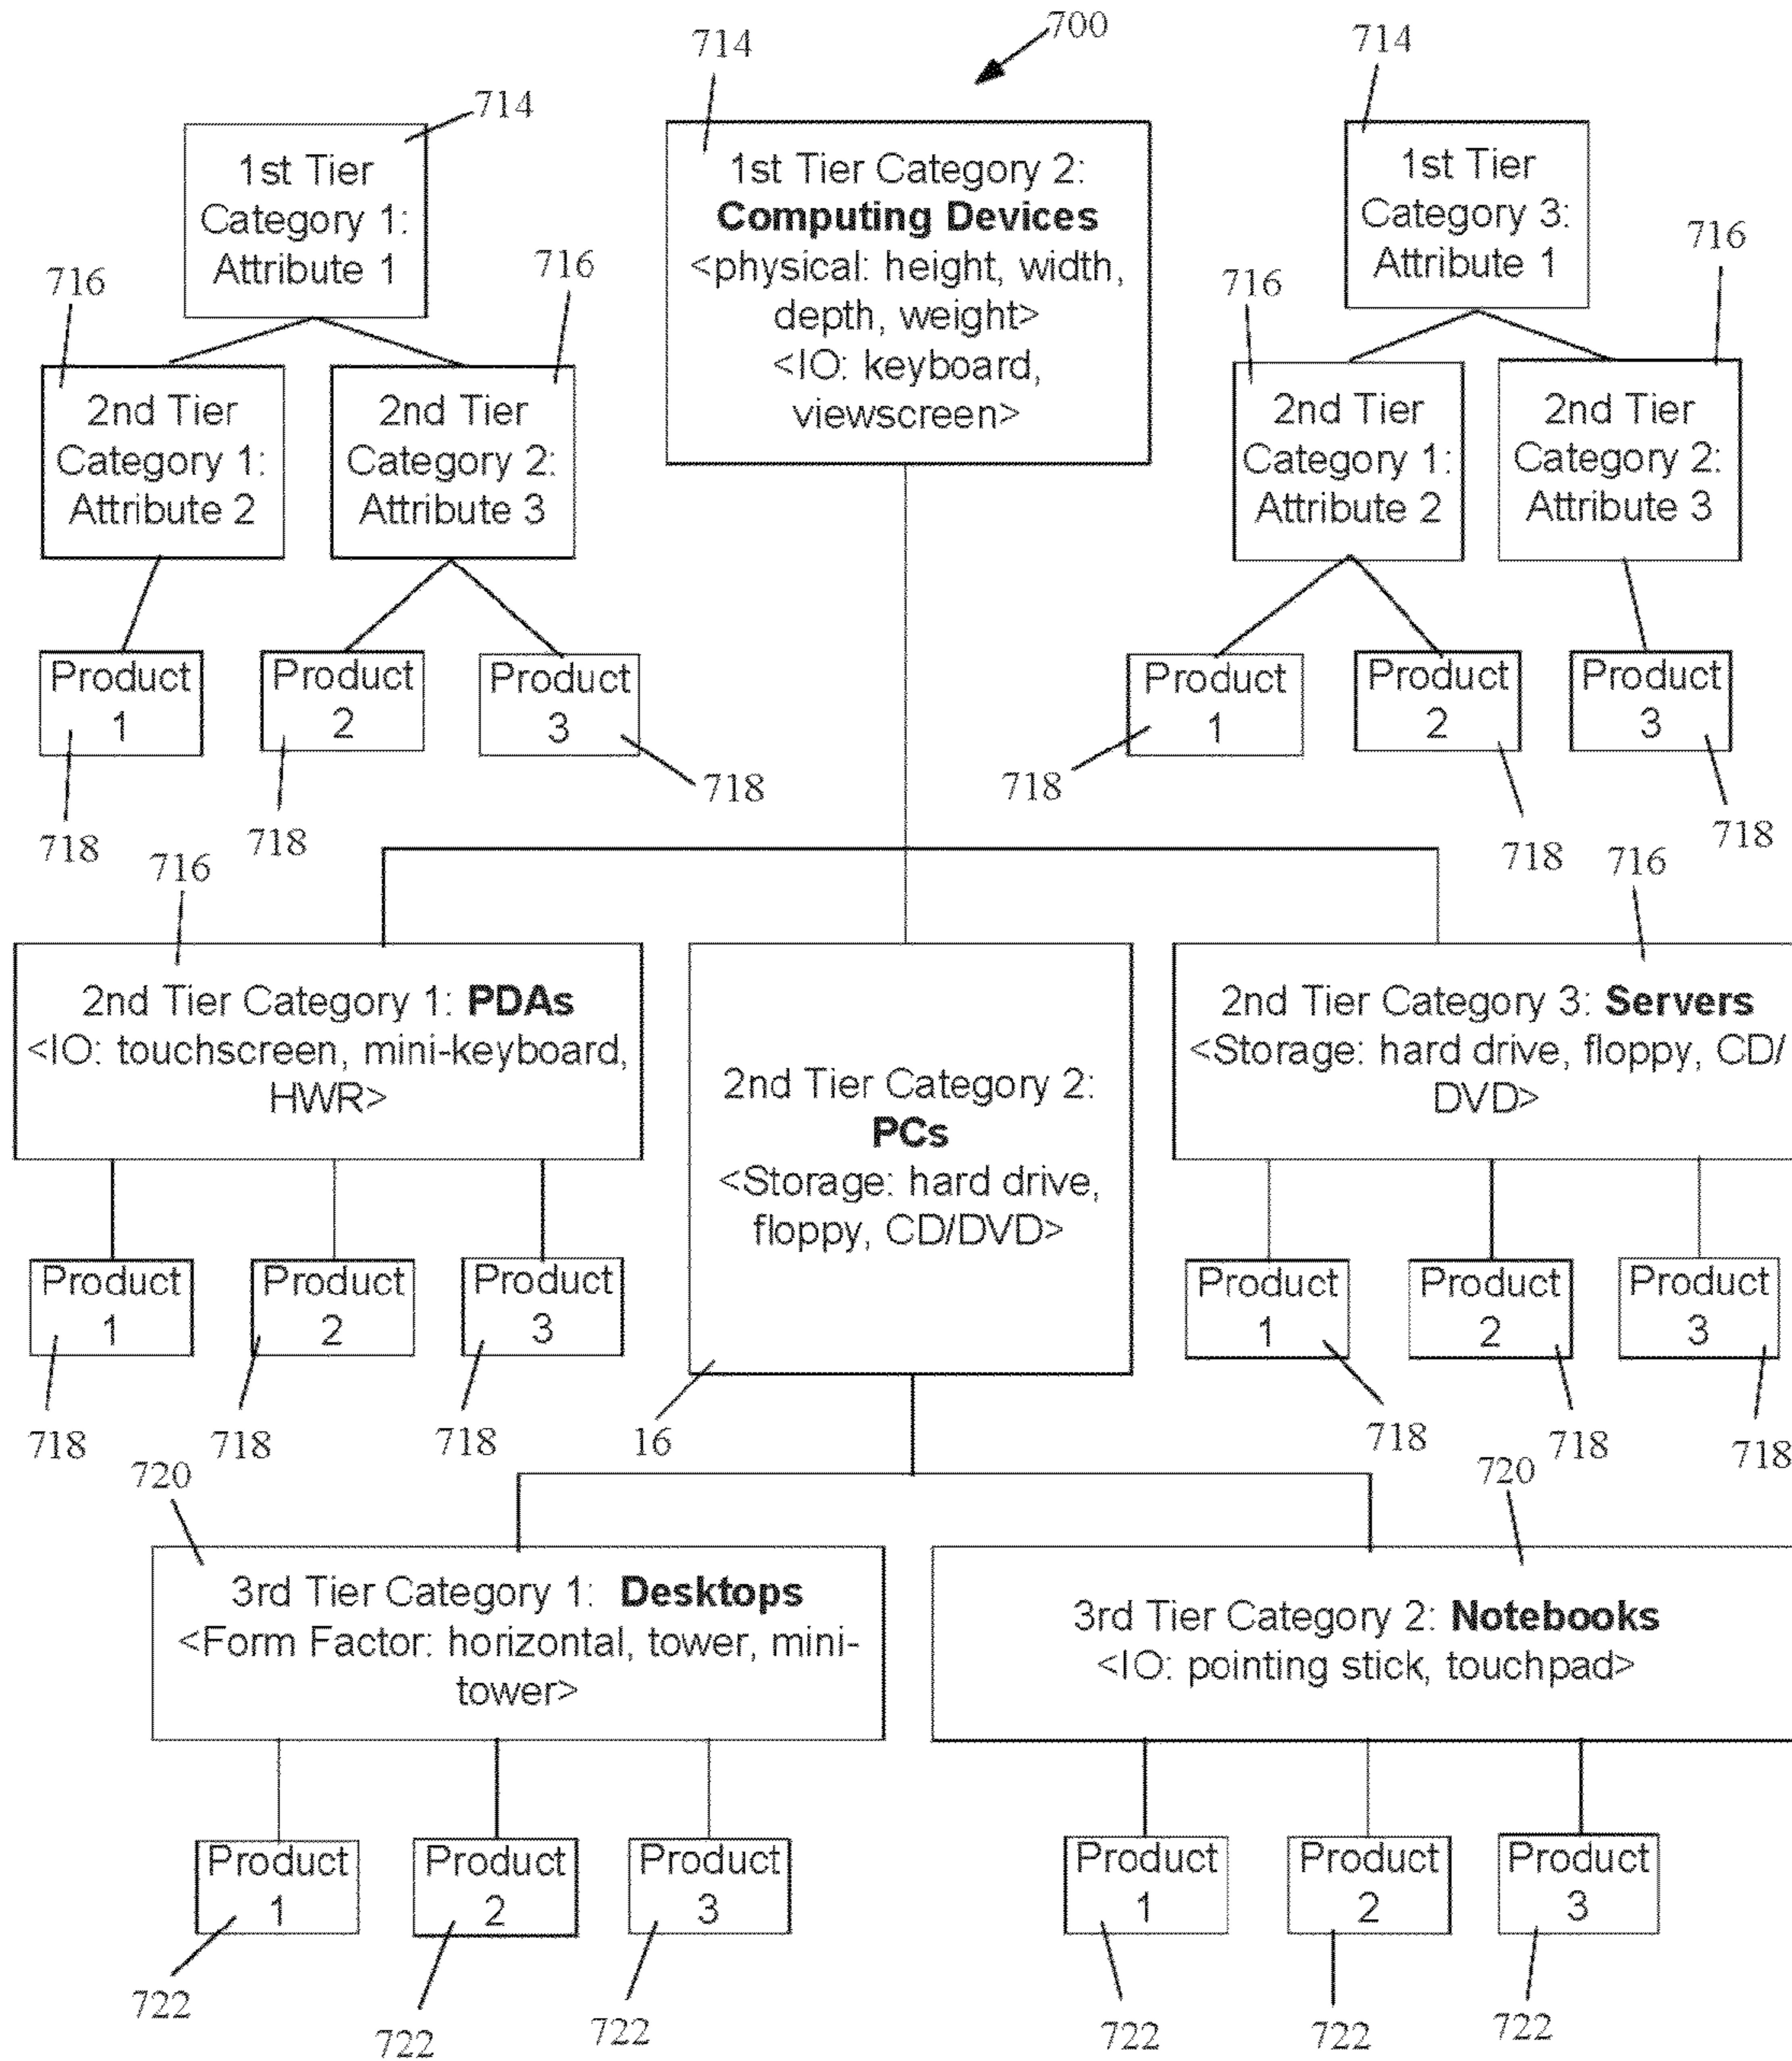 700
714
714
714
1st Tier
Category 1:
Attribute 1
1st Tier Category 2:
Computing Devices
<physical: height, width,
depth, weight>
<IO: keyboard,
viewscreen>
1st Tier
Category 3:
Attribute 1
716
716
716
716
2nd Tier
Category 1:
Attribute 2
2nd Tier
Category 2:
Attribute 3
2nd Tier
Category 1:
Attribute 2
2nd Tier
Category 2:
Attribute 3
Product
1
Product
2
Product
3
Product
1
Product
2
Product
3
718
718
718
718
718
718
716
716
2nd Tier Category 1: PDAs
<IO: touchscreen, mini-keyboard,
HWR>
2nd Tier Category 2:
PCs
<Storage: hard drive,
floppy, CD/DVD>
2nd Tier Category 3: Servers
<Storage: hard drive, floppy, CD/
DVD>
Product
1
Product
2
Product
3
Product
1
Product
2
Product
3
718
718
718
16
718
718
718
720
720
3rd Tier Category 1: Desktops
<Form Factor: horizontal, tower, mini-
tower>
3rd Tier Category 2: Notebooks
<IO: pointing stick, touchpad>
Product
1
Product
2
Product
3
Product
1
Product
2
Product
3
722
722
722
722
722
722